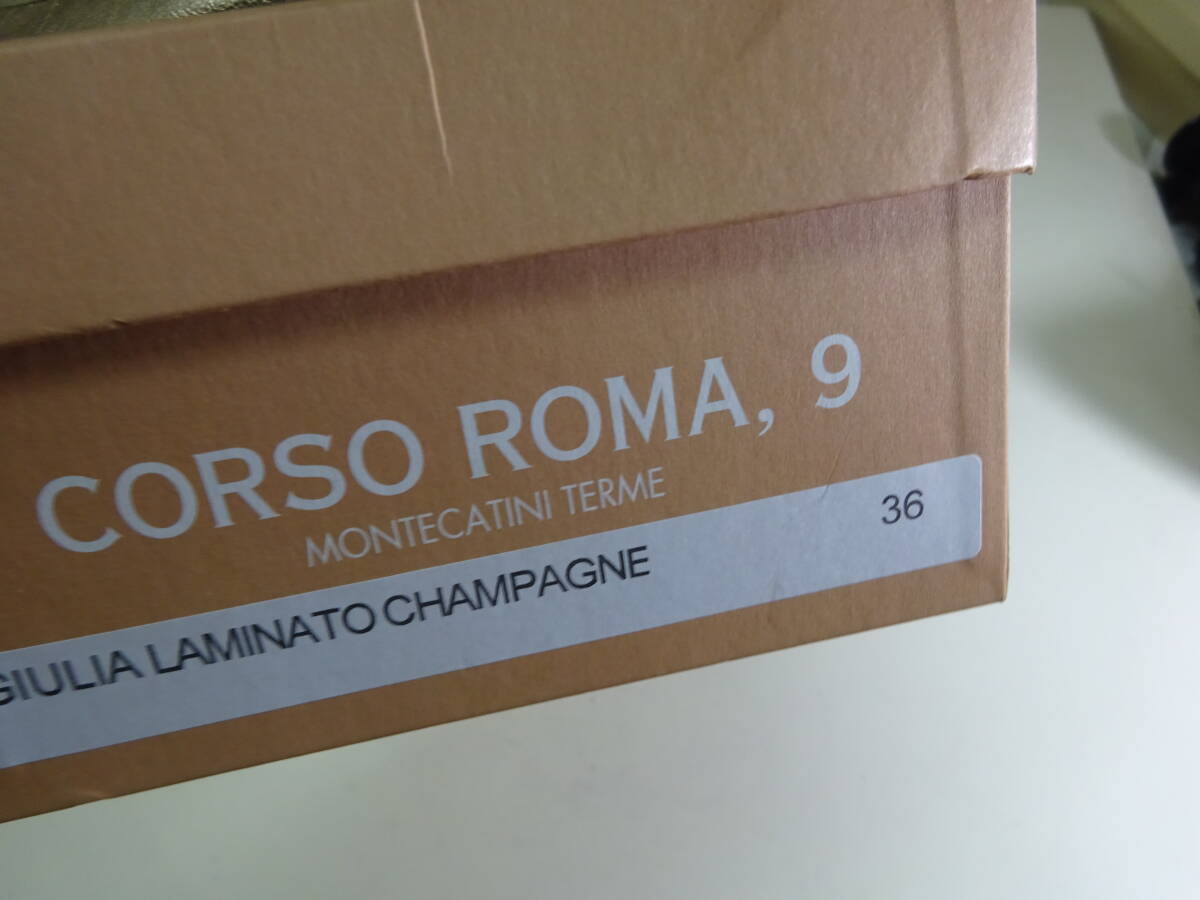 CORSO ROMA, 9
MONTECATINI TERME
GIULIA LAMINATO CHAMPAGNE 36